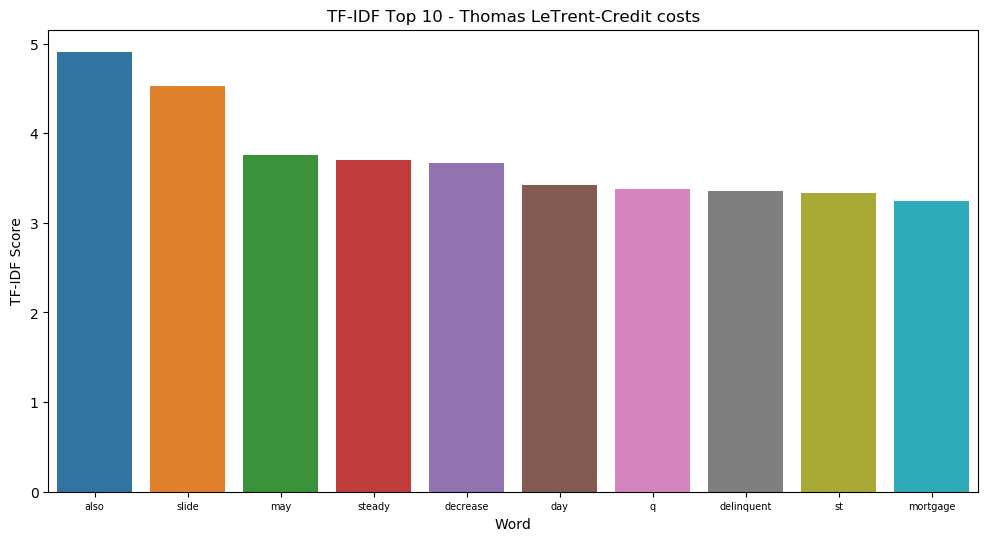 TF-IDF Top 10 - Thomas LeTrent-Credit costs
TF-IDF Score
5
4
3
2
1
0
also slide may steady decrease day q delinquent st mortgage
Word